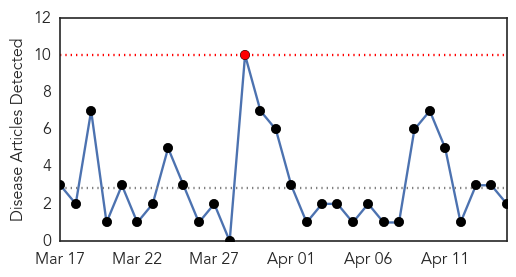 Disease Articles Detected
12
10
8
6
4
2
0
Mar 17
Mar 22
Mar 27
Apr 01
Apr 06
Apr 11